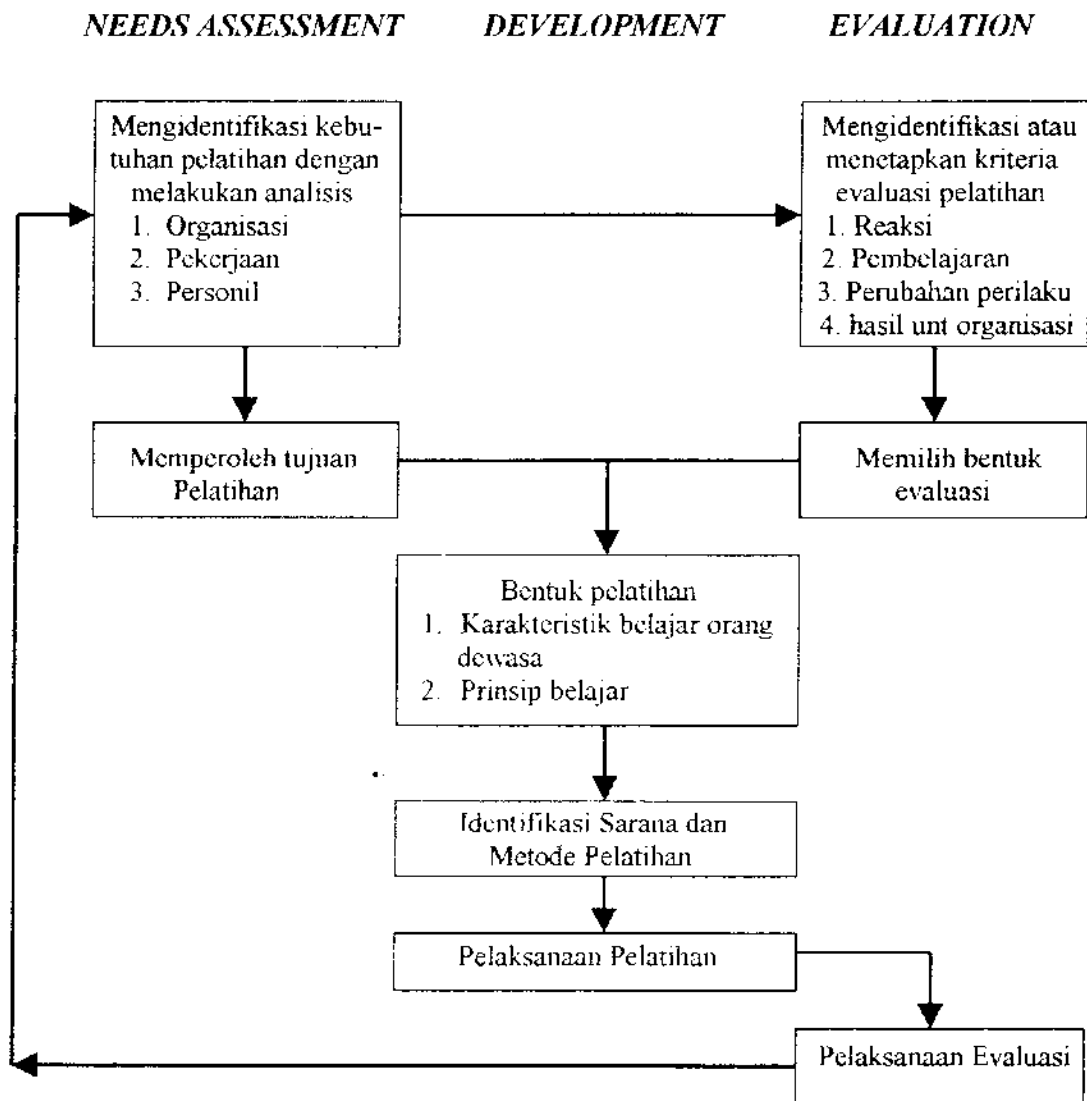 NEEDS ASSESSMENT DEVELOPMENT EVALUATION
Mengidentifikasi kebu-
tuhan pelatihan dengan
melakukan analisis
1. Organisasi
2. Pekerjaan
3. Personil
Mengidentifikasi atau
menetapkan kriteria
evaluasi pelatihan
1. Reaksi
2. Pembelajaran
3. Perubahan perilaku
4. hasil unt organisasi
Memperoleh tujuan
Pelatihan
Memilih bentuk
evaluasi
Bentuk pelatihan
1. Karakteristik belajar orang
dewasa
2. Prinsip belajar
Identifikasi Sarana dan
Metode Pelatihan
Pelaksanaan Pelatihan
Pelaksanaan Evaluasi